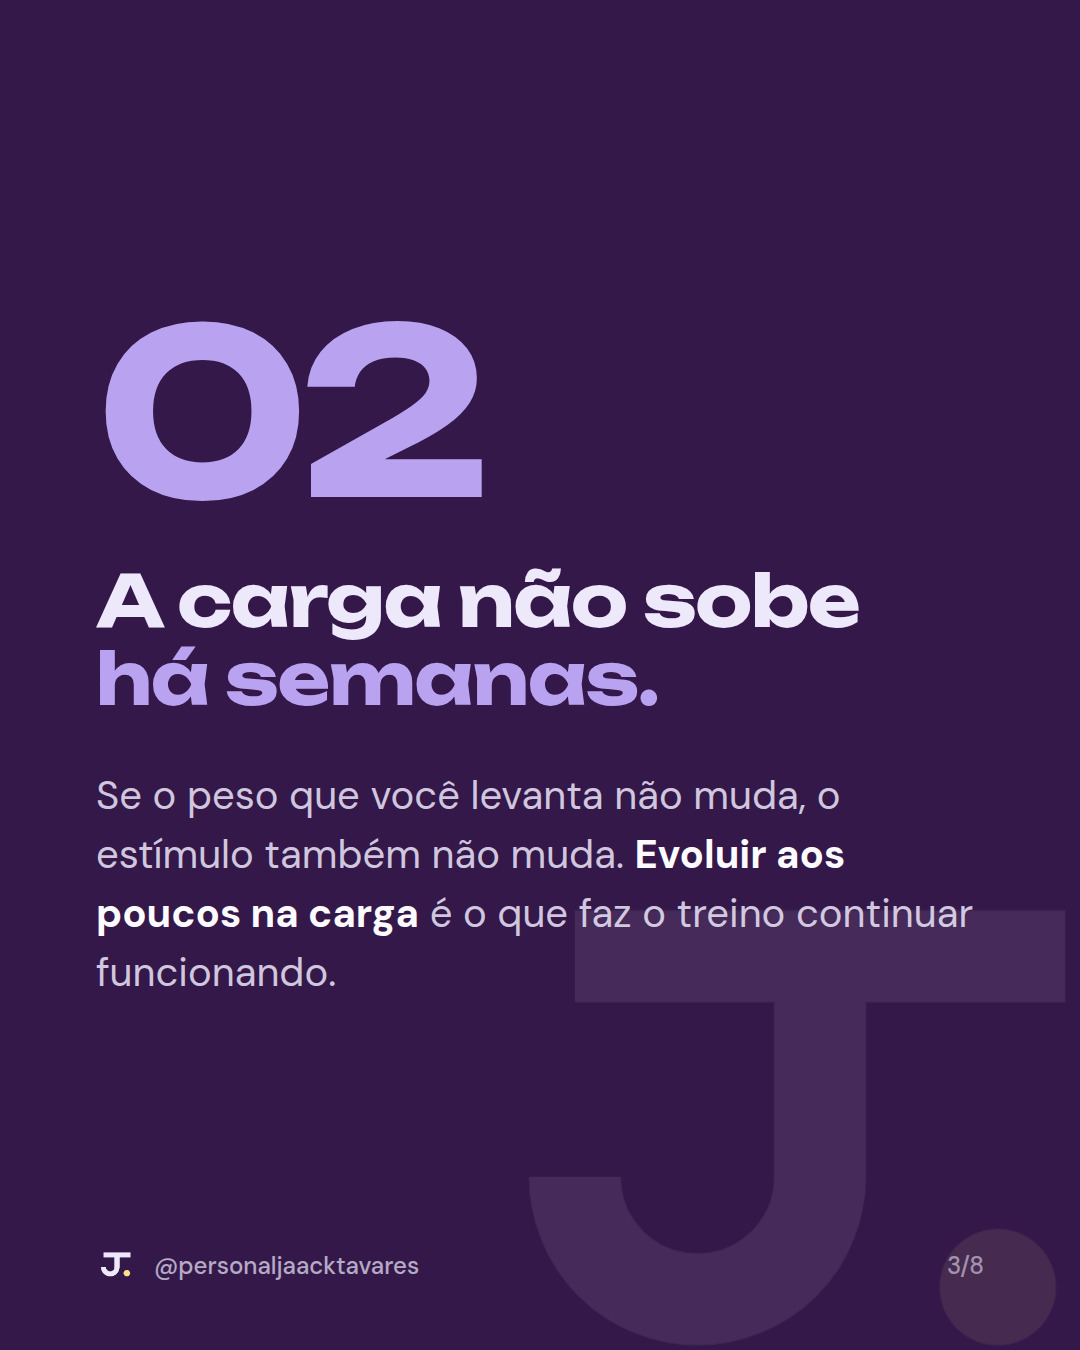 02
A carga não sobe
há semanas.
Se o peso que você levanta não muda, o
estímulo também não muda. Evoluir aos
poucos na carga é o que faz o treino continuar
funcionando.
J. @personaljaacktavares
3/8
J.